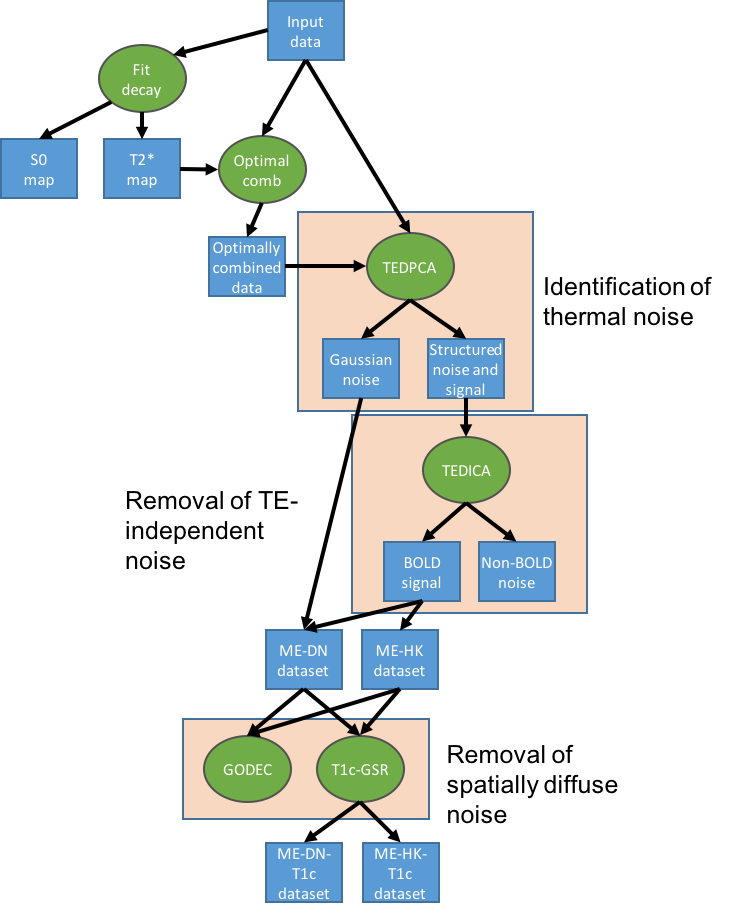 Input
data
Fit
decay
S0
map
T2*
map
Optimal
comb
Optimally
combined
data
TEDPCA
Identification of
thermal noise
Gaussian
noise
Structured
noise and
signal
TEDICA
Removal of TE-
independent
noise
BOLD
signal
Non-BOLD
noise
ME-DN
dataset
ME-HK
dataset
GODEC
T1c-GSR
Removal of
spatially diffuse
noise
ME-DN-
T1c
dataset
ME-HK-
T1c
dataset